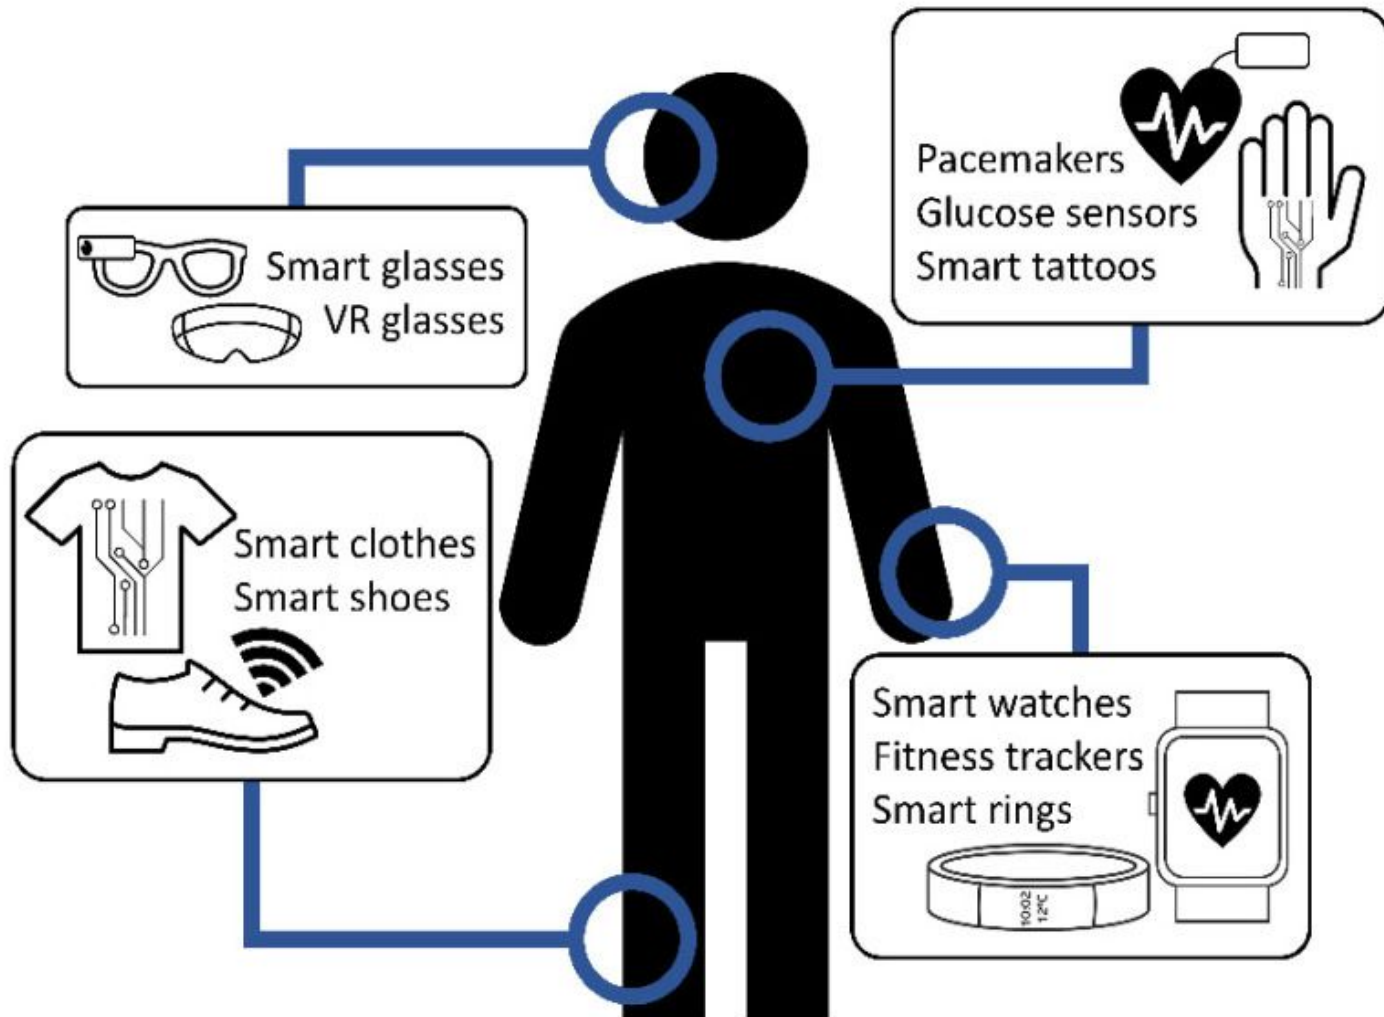 Smart glasses
VR glasses
Pacemakers
Glucose sensors
Smart tattoos
Smart clothes
Smart shoes
Smart watches
Fitness trackers
Smart rings
10:02
12°C